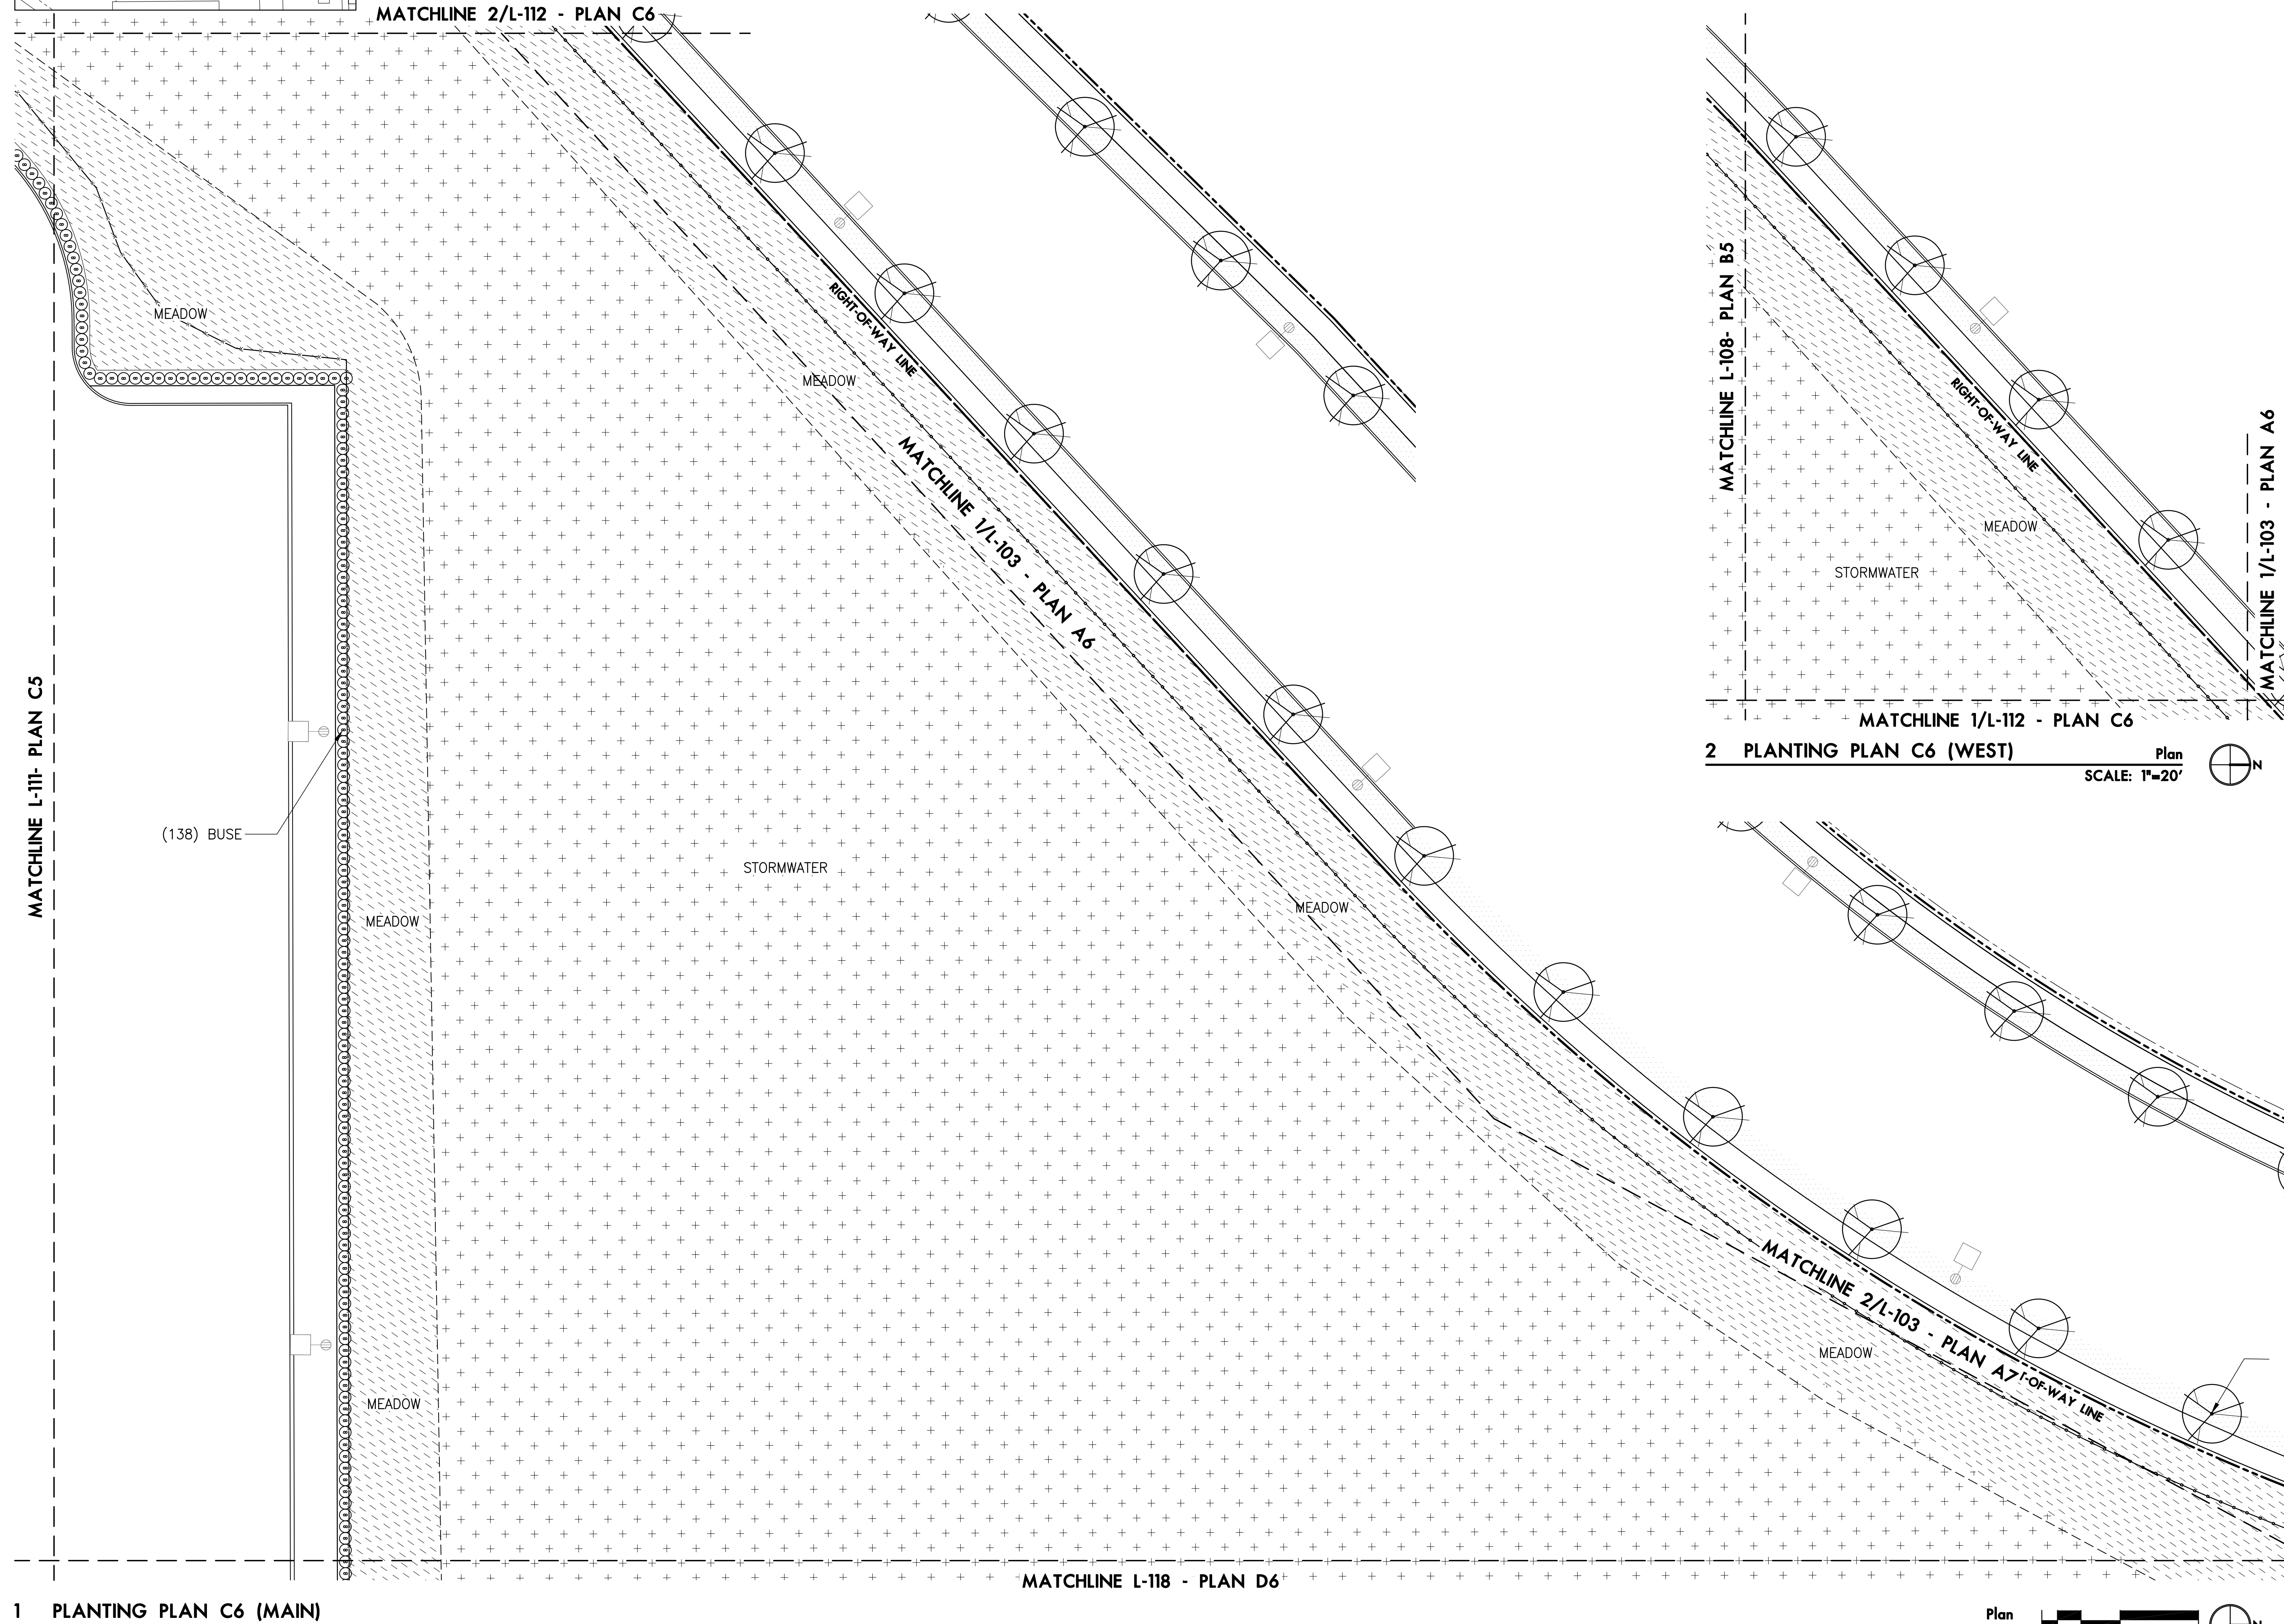 MATCHLINE 2/L-112 - PLAN C6
MATCHLINE L-111- PLAN C5
MEADOW
RIGHT-OF-WAY LINE
MEADOW
MATCHLINE 1/L-103 - PLAN A6
(138) BUSE
STORMWATER
MEADOW
MEADOW
MEADOW
MATCHLINE 2/L-103 - PLAN A7
T-OF-WAY LINE
MEADOW
MATCHLINE L-118 - PLAN D6
1 PLANTING PLAN C6 (MAIN)
Plan
N
MATCHLINE L-108- PLAN B5
RIGHT-OF-WAY LINE
MEADOW
STORMWATER
MATCHLINE 1/L-103 - PLAN A6
MATCHLINE 1/L-112 - PLAN C6
2 PLANTING PLAN C6 (WEST)
Plan
SCALE: 1"=20'
N